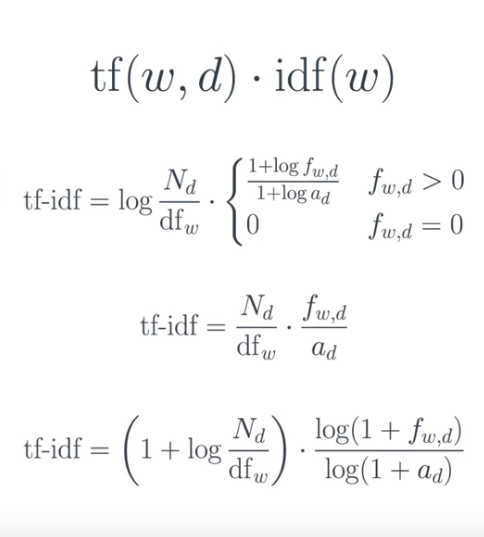 tf(w, d) · idf(w)
tf-idf = log N_d/df_w · { (1+log f_{w,d})/(1+log a_d) f_{w,d} > 0
0 f_{w,d} = 0
tf-idf = N_d/df_w · f_{w,d}/a_d
tf-idf = (1 + log N_d/df_w) · log(1 + f_{w,d})/log(1 + a_d)